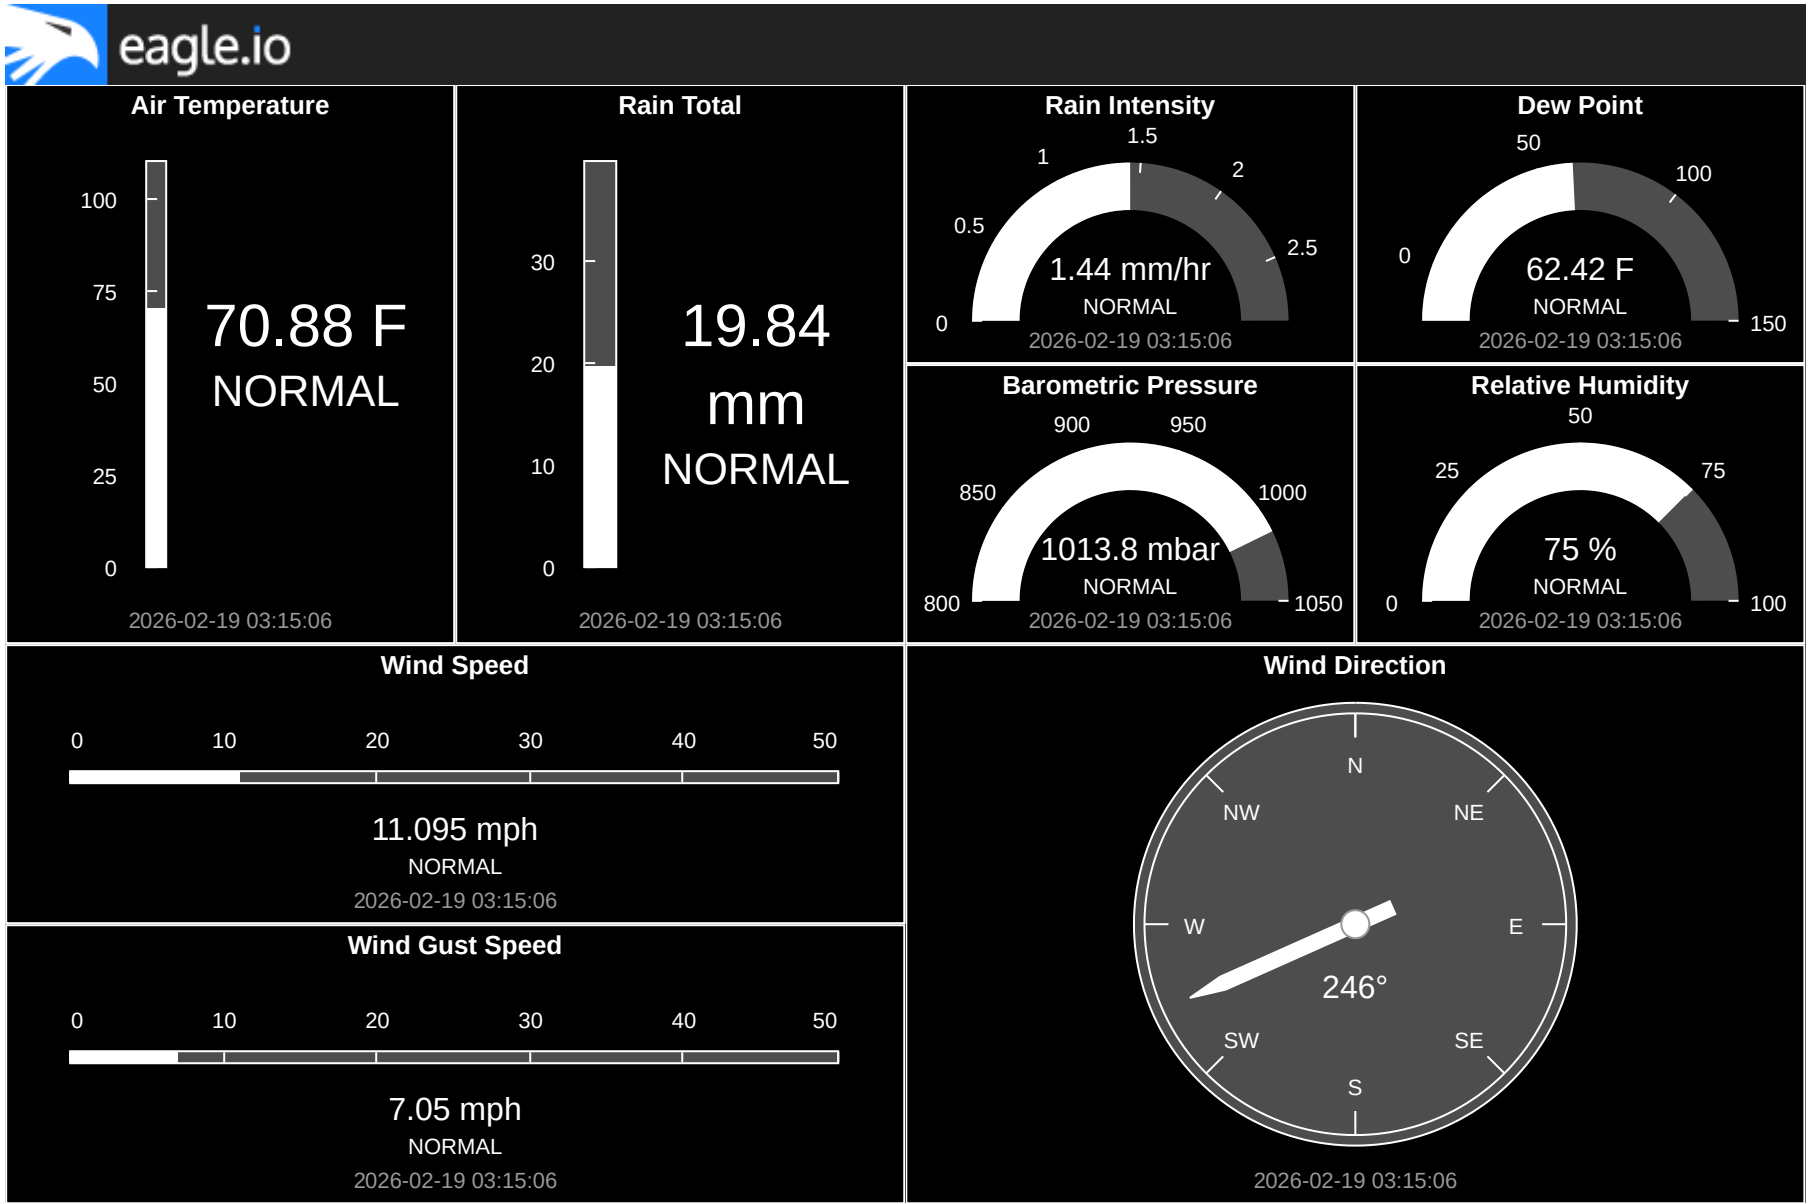 eagle.io
Air Temperature
100
75
50
25
0
70.88 F
NORMAL
2026-02-19 03:15:06
Rain Total
30
20
10
0
19.84
mm
NORMAL
2026-02-19 03:15:06
Rain Intensity
0
0.5
1
1.5
2
2.5
1.44 mm/hr
NORMAL
2026-02-19 03:15:06
Dew Point
0
50
100
150
62.42 F
NORMAL
2026-02-19 03:15:06
Barometric Pressure
800
850
900
950
1000
1050
1013.8 mbar
NORMAL
2026-02-19 03:15:06
Relative Humidity
0
25
50
75
100
75 %
NORMAL
2026-02-19 03:15:06
Wind Speed
0 10 20 30 40 50
11.095 mph
NORMAL
2026-02-19 03:15:06
Wind Gust Speed
0 10 20 30 40 50
7.05 mph
NORMAL
2026-02-19 03:15:06
Wind Direction
N
NW NE
W E
246°
SW SE
S
2026-02-19 03:15:06